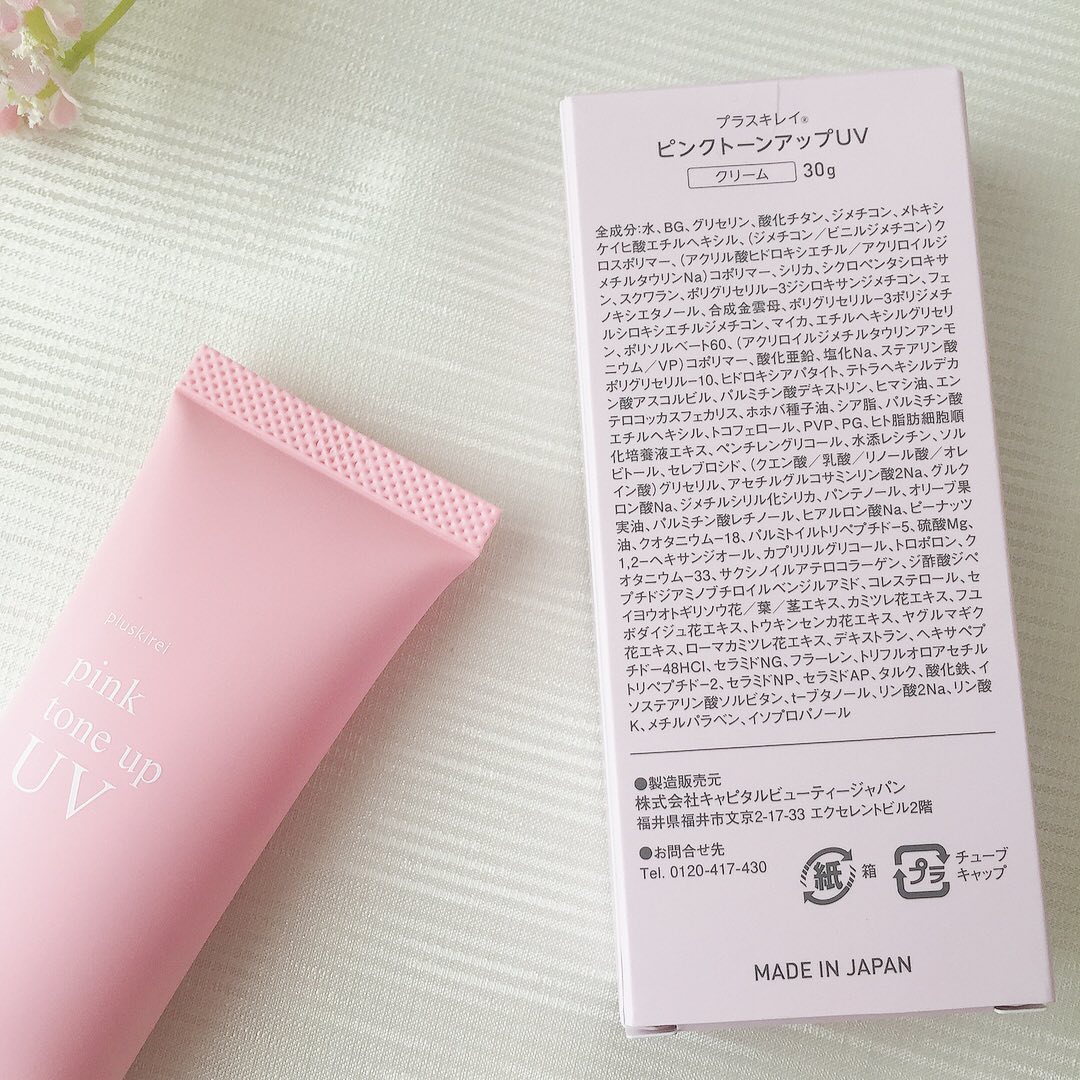 プラスキレイ®
ピンクトーンアップUV
クリーム 30g
全成分:水、BG、グリセリン、酸化チタン、ジメチコン、メトキシ
ケイヒ酸エチルヘキシル、(ジメチコン/ビニルジメチコン)ク
ロスポリマー、(アクリル酸ヒドロキシエチル/アクリロイルジ
メチルタウリンNa)コポリマー、シリカ、シクロペンタシロキサ
ン、スクワラン、ポリグリセリル-3ジシロキサンジメチコン、フェ
ノキシエタノール、合成金雲母、ポリグリセリル-3ポリジメチ
ルシロキシエチルジメチコン、マイカ、エチルヘキシルグリセリ
ン、ポリソルベート60、(アクリロイルジメチルタウリンアンモ
ニウム/VP)コポリマー、酸化亜鉛、塩化Na、ステアリン酸
ポリグリセリル-10、ヒドロキシアパタイト、テトラヘキシルデカ
ン酸アスコルビル、パルミチン酸デキストリン、ヒマシ油、エン
テロコッカスフェカリス、ホホバ種子油、シア脂、パルミチン酸
エチルヘキシル、トコフェロール、PVP、PG、ヒト脂肪細胞順
化培養液エキス、ペンチレングリコール、水添レシチン、ソル
ビトール、セレブロシド、(クエン酸/乳酸/リノール酸/オレ
イン酸)グリセリル、アセチルグルコサミンリン酸2Na、グルク
ロン酸Na、ジメチルシリル化シリカ、パンテノール、オリーブ果
実油、パルミチン酸レチノール、ヒアルロン酸Na、ピーナッツ
油、クオタニウム-18、パルミトイルトリペプチド-5、硫酸Mg、
1,2-ヘキサンジオール、カプリリルグリコール、トロポロン、ク
オタニウム-33、サクシノイルアテロコラーゲン、ジ酢酸ジペ
プチドジアミノブチロイルベンジルアミド、コレステロール、セ
イヨウオトギリソウ花/葉/茎エキス、カミツレ花エキス、フユ
ボダイジュ花エキス、トウキンセンカ花エキス、ヤグルマギク
花エキス、ローマカミツレ花エキス、デキストラン、ヘキサペプ
チド-48HCl、セラミドNG、フラーレン、トリフルオロアセチル
トリペプチド-2、セラミドNP、セラミドAP、タルク、酸化鉄、イ
ソステアリン酸ソルビタン、t-ブタノール、リン酸2Na、リン酸
K、メチルパラベン、イソプロパノール
●製造販売元
株式会社キャピタルビューティージャパン
福井県福井市文京2-17-33 エクセレントビル2階
●お問合せ先
Tel. 0120-417-430
紙 箱
プラ チューブ
キャップ
MADE IN JAPAN
pluskirei
pink
tone up
UV